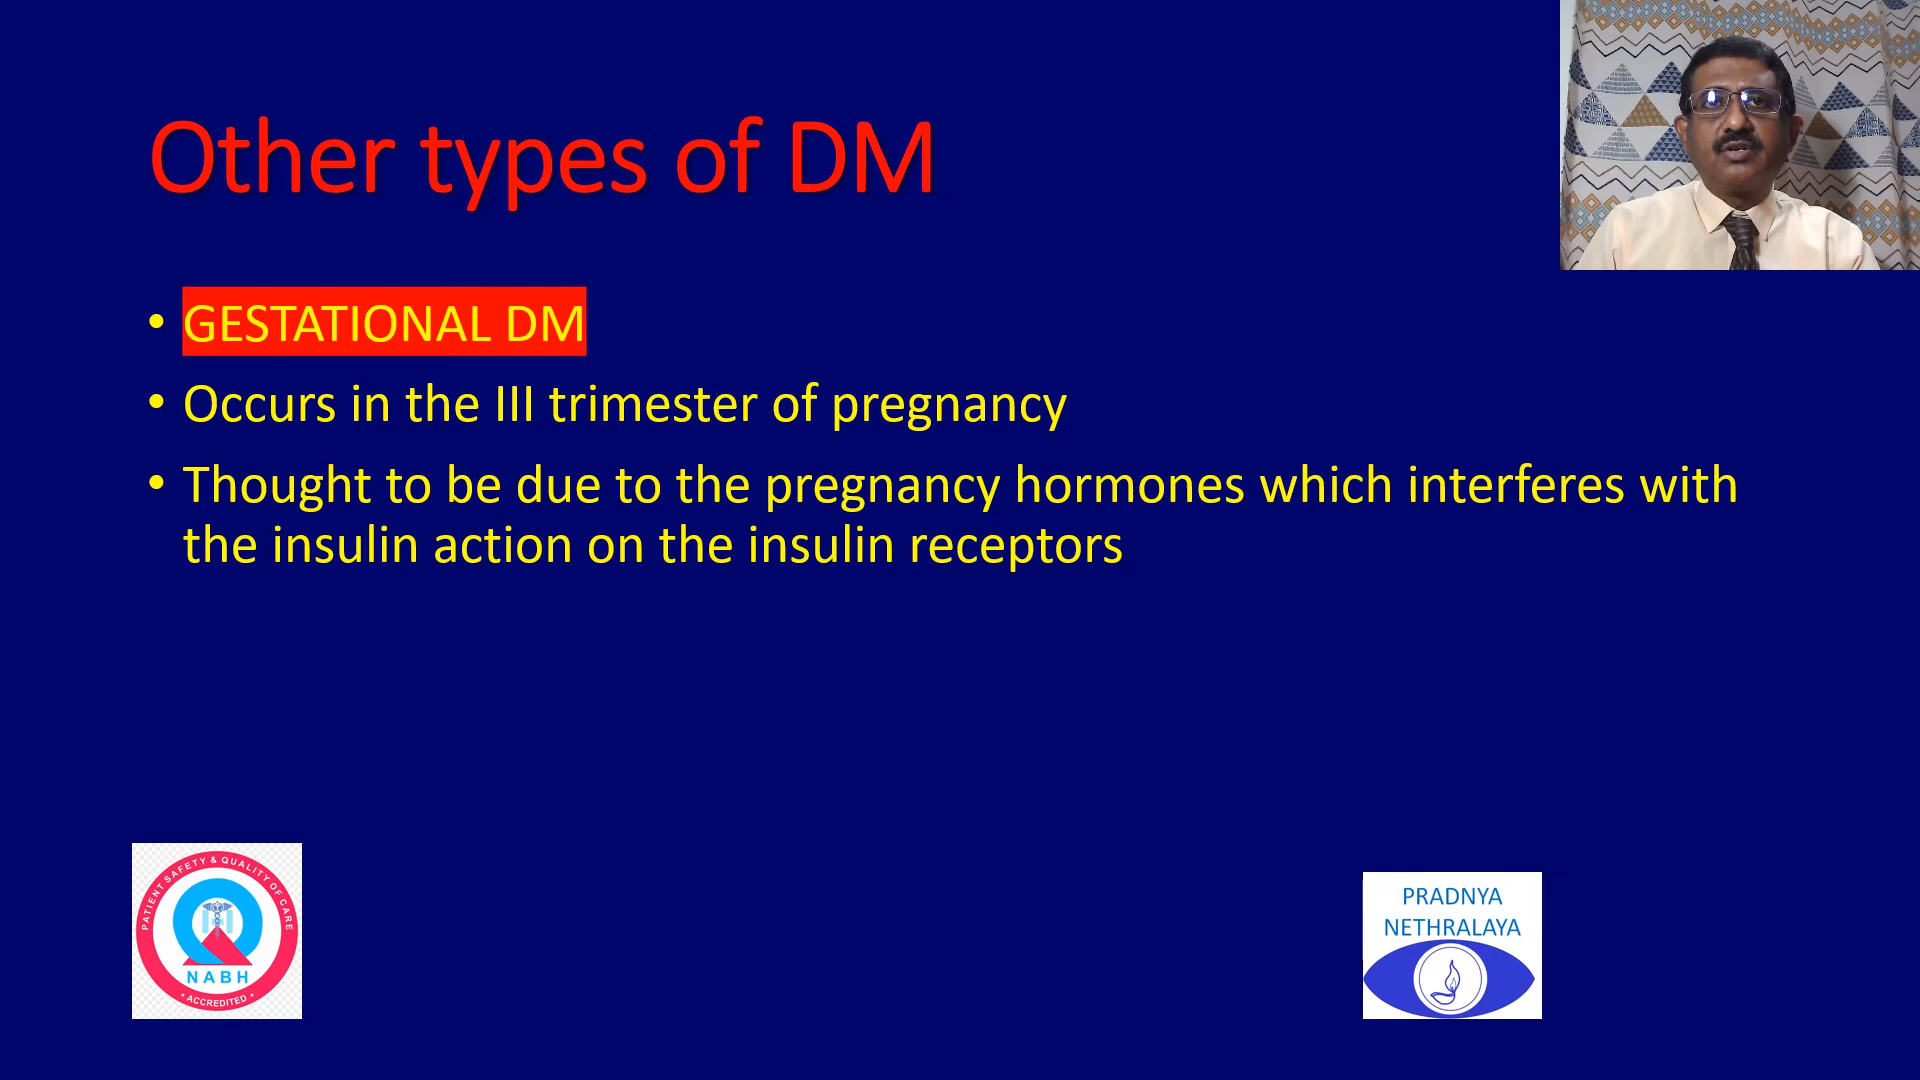 Other types of DM
• GESTATIONAL DM
• Occurs in the III trimester of pregnancy
• Thought to be due to the pregnancy hormones which interferes with
the insulin action on the insulin receptors
PATIENT SAFETY & QUALITY OF CARE
NABH
• ACCREDITED •
PRADNYA
NETHRALAYA